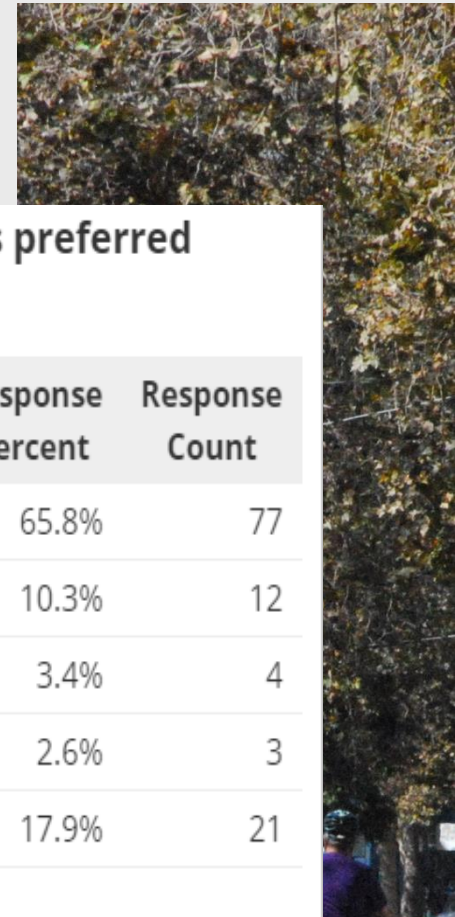 s preferred
sponse Response
ercent Count
65.8% 77
10.3% 12
3.4% 4
2.6% 3
17.9% 21